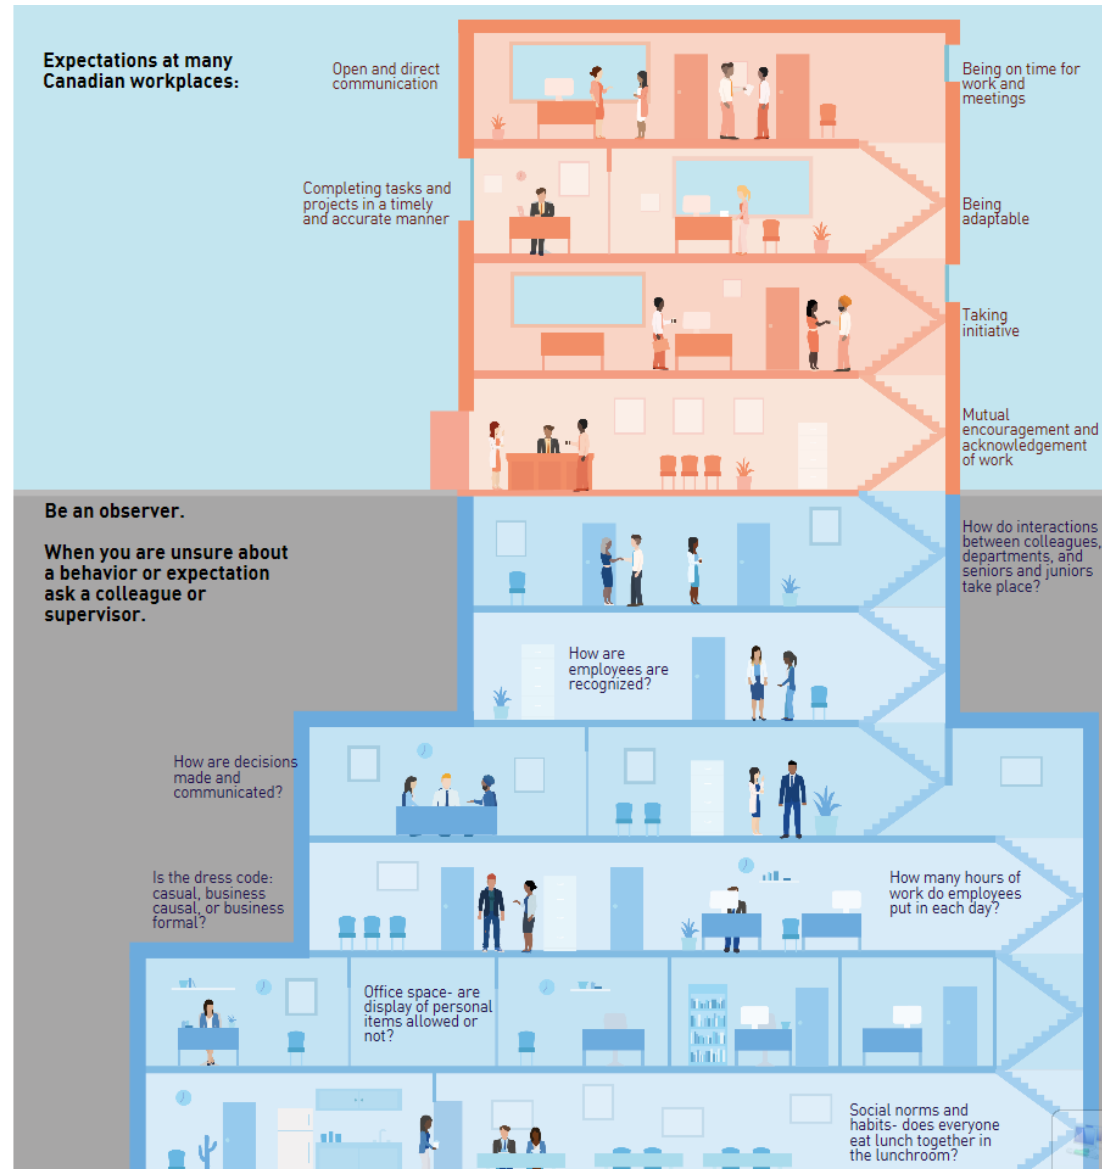 Expectations at many
Canadian workplaces:
Open and direct
communication
Being on time for
work and
meetings
Completing tasks and
projects in a timely
and accurate manner
Being
adaptable
Taking
initiative
Mutual
encouragement and
acknowledgement
of work
Be an observer.
When you are unsure about
a behavior or expectation
ask a colleague or
supervisor.
How do interactions
between colleagues,
departments, and
seniors and juniors
take place?
How are
employees are
recognized?
How are decisions
made and
communicated?
Is the dress code:
casual, business
causal, or business
formal?
How many hours of
work do employees
put in each day?
Office space- are
display of personal
items allowed or
not?
Social norms and
habits- does everyone
eat lunch together in
the lunchroom?